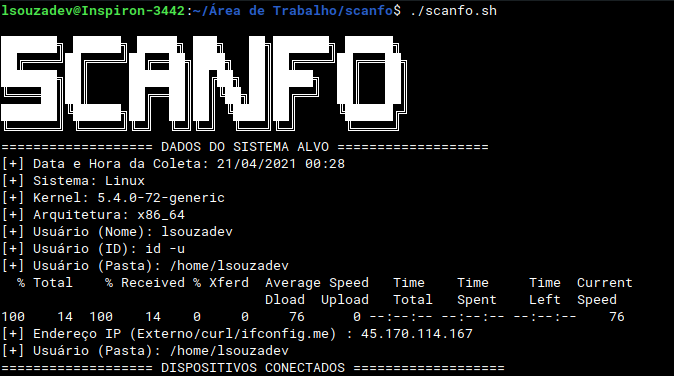 lsouzadev@Inspiron-3442:~/Área de Trabalho/scanfo$ ./scanfo.sh
SCANFO
=================== DADOS DO SISTEMA ALVO ===================
[+] Data e Hora da Coleta: 21/04/2021 00:28
[+] Sistema: Linux
[+] Kernel: 5.4.0-72-generic
[+] Arquitetura: x86_64
[+] Usuário (Nome): lsouzadev
[+] Usuário (ID): id -u
[+] Usuário (Pasta): /home/lsouzadev
  % Total    % Received % Xferd  Average Speed   Time    Time     Time  Current
                                 Dload  Upload   Total   Spent    Left  Speed
100    14  100    14    0     0     76      0 --:--:-- --:--:-- --:--:--    76
[+] Endereço IP (Externo/curl/ifconfig.me) : 45.170.114.167
[+] Usuário (Pasta): /home/lsouzadev
=================== DISPOSITIVOS CONECTADOS ===================